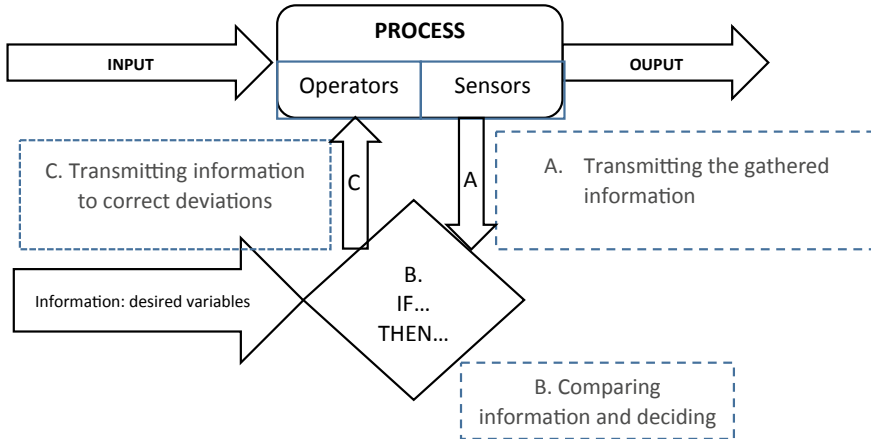 PROCESS
INPUT
OUPUT
Operators
Sensors
C. Transmitting information
to correct deviations
C
A
A. Transmitting the gathered
information
Information: desired variables
B.
IF...
THEN...
B. Comparing
information and deciding